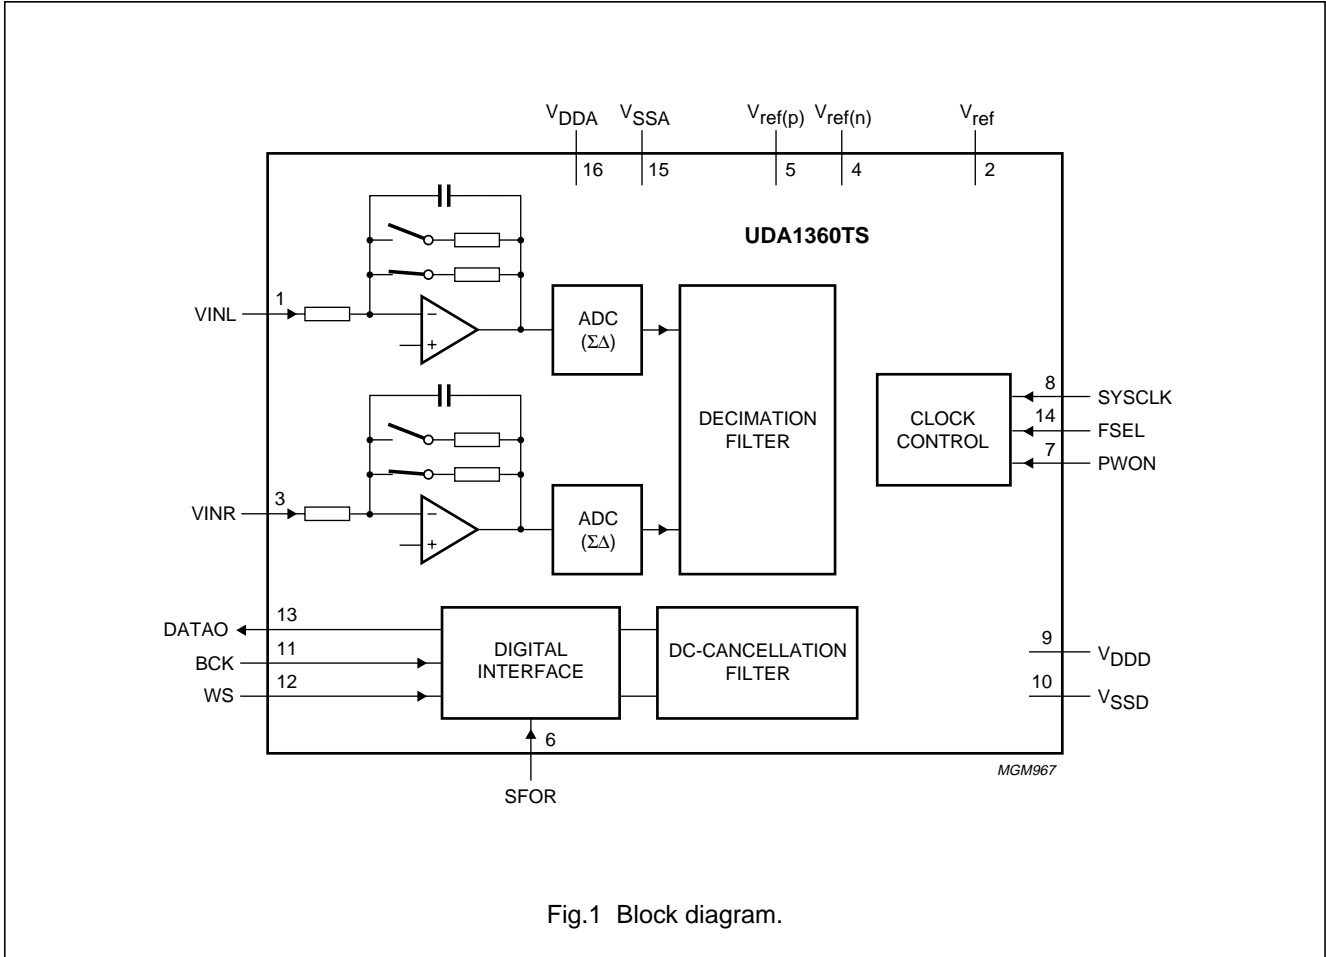 VDDA VSSA Vref(p) Vref(n) Vref
16 15 5 4 2
UDA1360TS
VINL 1
−
+
ADC
(ΣΔ)
DECIMATION
FILTER
CLOCK
CONTROL
8 SYSCLK
14 FSEL
7 PWON
VINR 3
−
+
ADC
(ΣΔ)
DATAO 13
BCK 11
WS 12
DIGITAL
INTERFACE
DC-CANCELLATION
FILTER
9 VDDD
10 VSSD
6
SFOR
MGM967
Fig.1 Block diagram.